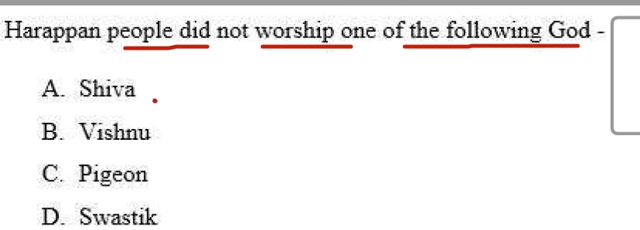 Harappan people did not worship one of the following God -
A. Shiva
B. Vishnu
C. Pigeon
D. Swastik